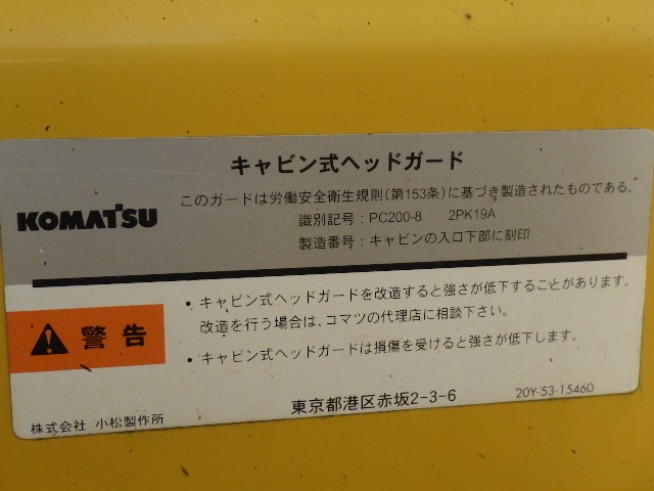 キャビン式ヘッドガード
このガードは労働安全衛生規則(第153条)に基づき製造されたものである。
KOMATSU
識別記号:PC200-8 2PK19A
製造番号:キャビンの入口下部に刻印
・キャビン式ヘッドガードを改造すると強さが低下することがあります。
改造を行う場合は、コマツの代理店に相談下さい。
警告
・キャビン式ヘッドガードは損傷を受けると強さが低下します。
株式会社 小松製作所
東京都港区赤坂2-3-6
20Y-53-15460